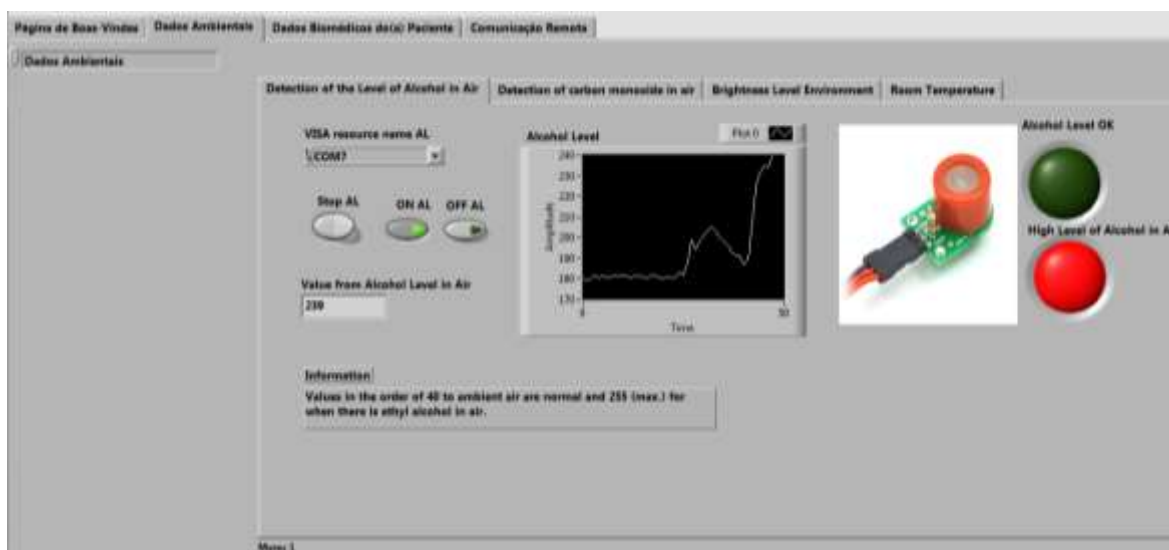 Página de Boas Vindas
Dados Ambientais
Dados Biomédicos do(a) Paciente
Comunicação Remota
Dados Ambientais
Detection of the Level of Alcohol in Air
Detection of carbon monoxide in air
Brightness Level Environment
Room Temperature
VISA resource name AL
COM7
Stop AL
ON AL
OFF AL
Value from Alcohol Level in Air
Alcohol Level
Plot 0
Amplitude
240
230
220
210
200
190
180
170
0
50
Time
Alcohol Level OK
High Level of Alcohol in A
Information
Values in the order of 40 to ambient air are normal and 255 (max.) for
when there is ethyl alcohol in air.